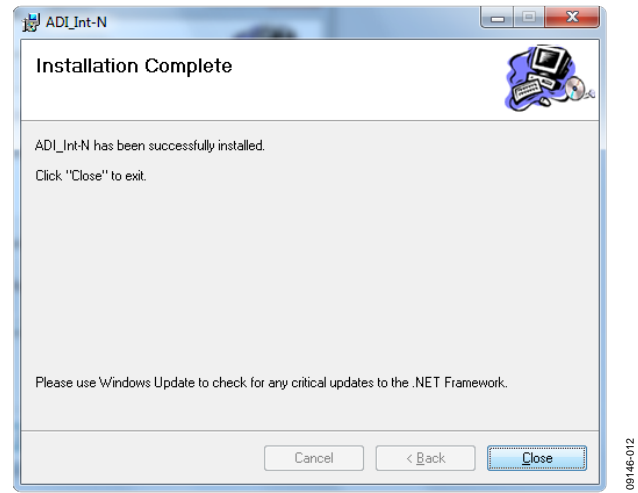 ADI_Int-N
Installation Complete
ADI_Int-N has been successfully installed.
Click "Close" to exit.
Please use Windows Update to check for any critical updates to the .NET Framework.
Cancel
< Back
Close
09146-012